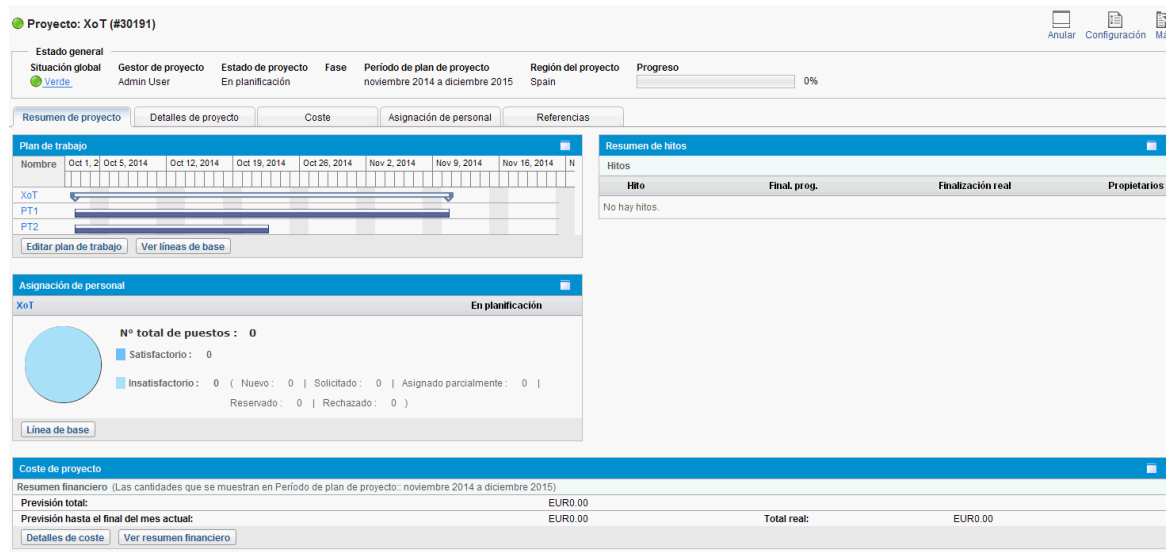 Proyecto: XoT (#30191)
Anular Configuración
Estado general
Situación global Gestor de proyecto Estado de proyecto Fase Período de plan de proyecto Región del proyecto Progreso
Verde Admin User En planificación noviembre 2014 a diciembre 2015 Spain 0%
Resumen de proyecto Detalles de proyecto Coste Asignación de personal Referencias
Plan de trabajo
Nombre Oct 1, 2 Oct 5, 2014 Oct 12, 2014 Oct 19, 2014 Oct 26, 2014 Nov 2, 2014 Nov 9, 2014 Nov 16, 2014 N
XoT
PT1
PT2
Editar plan de trabajo Ver líneas de base
Resumen de hitos
Hitos
Hito Final. prog. Finalización real Propietarios
No hay hitos.
Asignación de personal
XoT En planificación
Nº total de puestos : 0
Satisfactorio : 0
Insatisfactorio : 0 ( Nuevo : 0 | Solicitado : 0 | Asignado parcialmente : 0 |
Reservado : 0 | Rechazado : 0 )
Línea de base
Coste de proyecto
Resumen financiero (Las cantidades que se muestran en Período de plan de proyecto:: noviembre 2014 a diciembre 2015)
Previsión total: EUR0.00
Previsión hasta el final del mes actual: EUR0.00 Total real: EUR0.00
Detalles de coste Ver resumen financiero